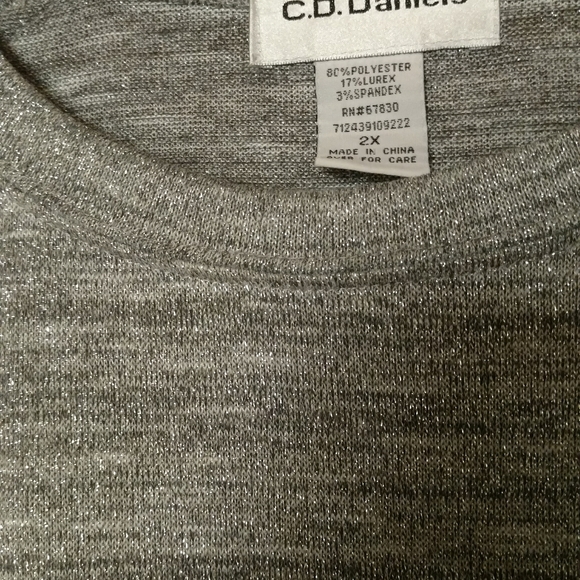 C.D. Daniels
80%POLYESTER
17%LUREX
3%SPANDEX
RN#67830
712439109222
2X
MADE IN CHINA
OVER FOR CARE